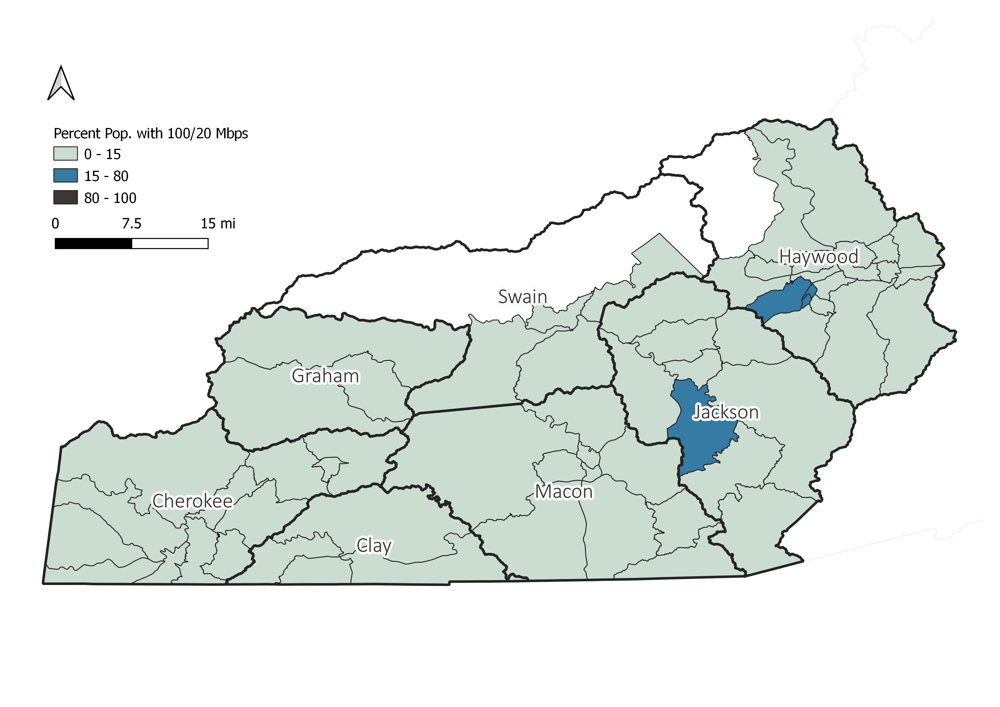 Percent Pop. with 100/20 Mbps
0 - 15
15 - 80
80 - 100
0 7.5 15 mi
Haywood
Swain
Graham
Jackson
Macon
Cherokee
Clay